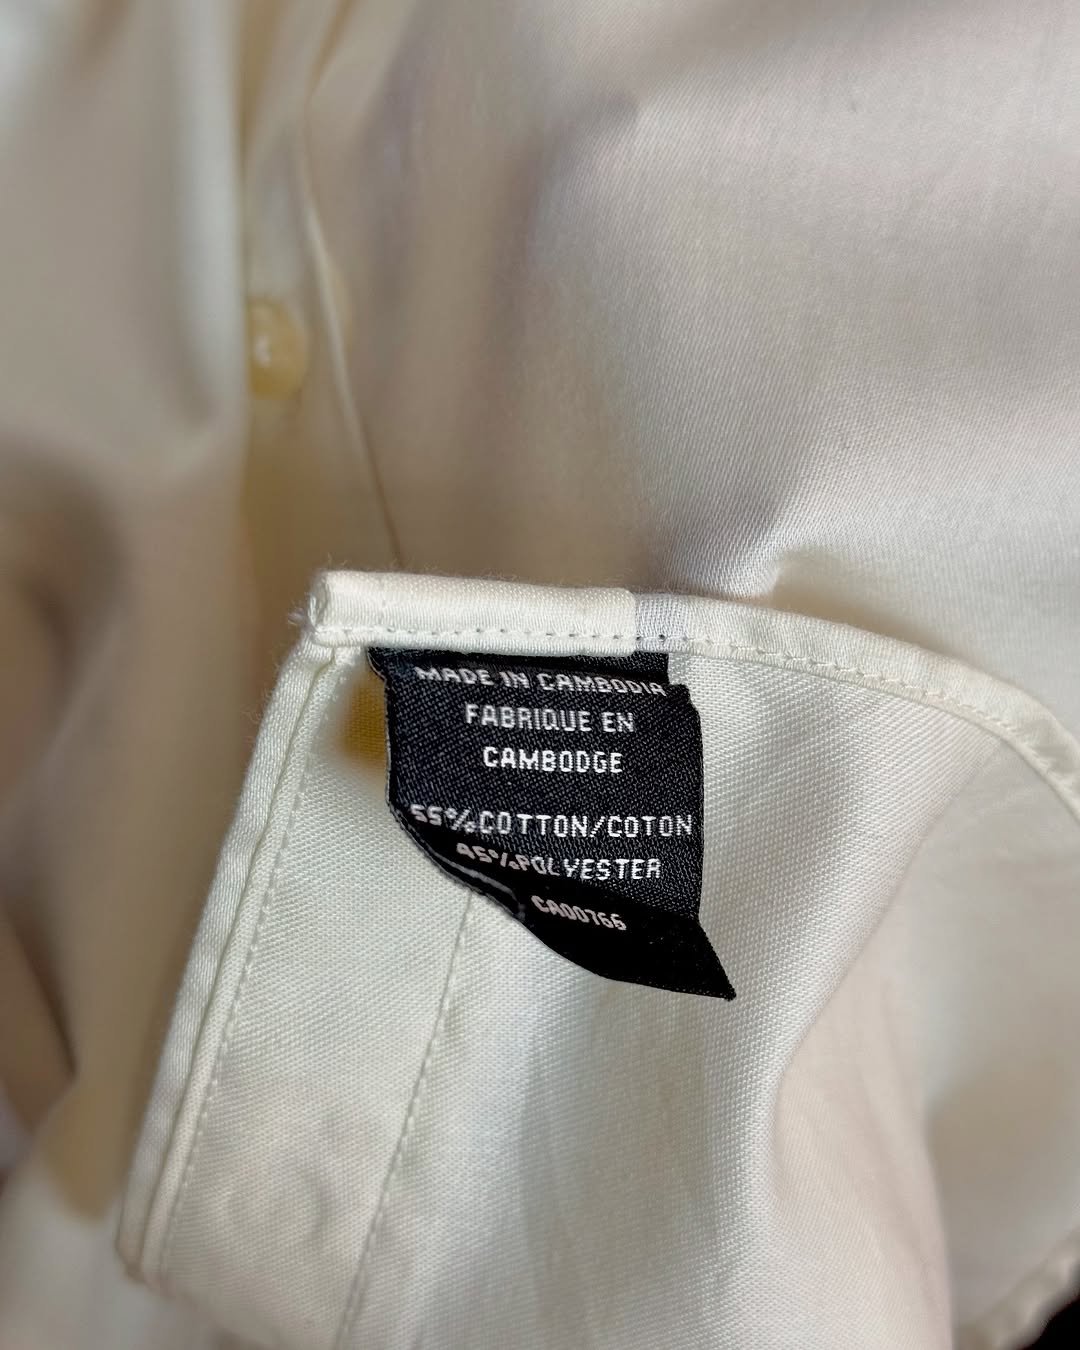 MADE IN CAMBODIA
FABRIQUE EN
CAMBODGE
55%COTTON/COTON
45%POLYESTER
CA00766